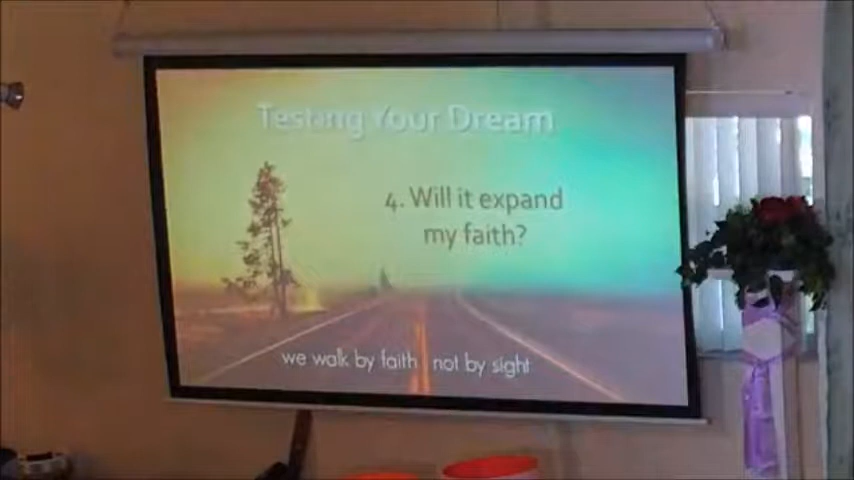 Testing Your Dream
4. Will it expand
my faith?
we walk by faith not by sight